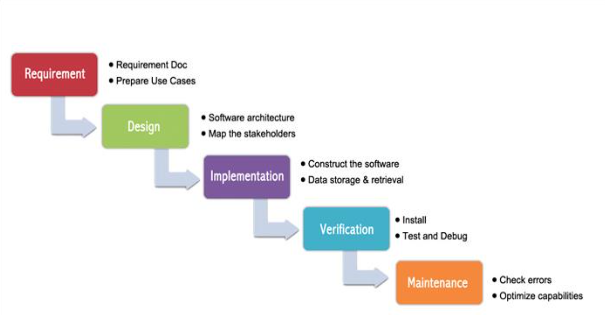 Requirement
• Requirement Doc
• Prepare Use Cases
Design
• Software architecture
• Map the stakeholders
Implementation
• Construct the software
• Data storage & retrieval
Verification
• Install
• Test and Debug
Maintenance
• Check errors
• Optimize capabilities